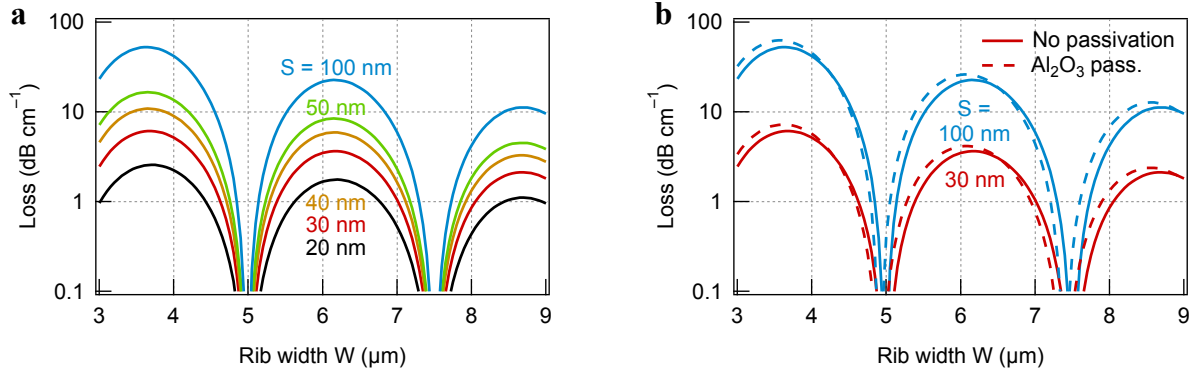 a
100
10
1
0.1
Loss (dB cm⁻¹)
S = 100 nm
50 nm
40 nm
30 nm
20 nm
3 4 5 6 7 8 9
Rib width W (µm)
b
100
10
1
0.1
Loss (dB cm⁻¹)
No passivation
Al₂O₃ pass.
S =
100 nm
30 nm
3 4 5 6 7 8 9
Rib width W (µm)